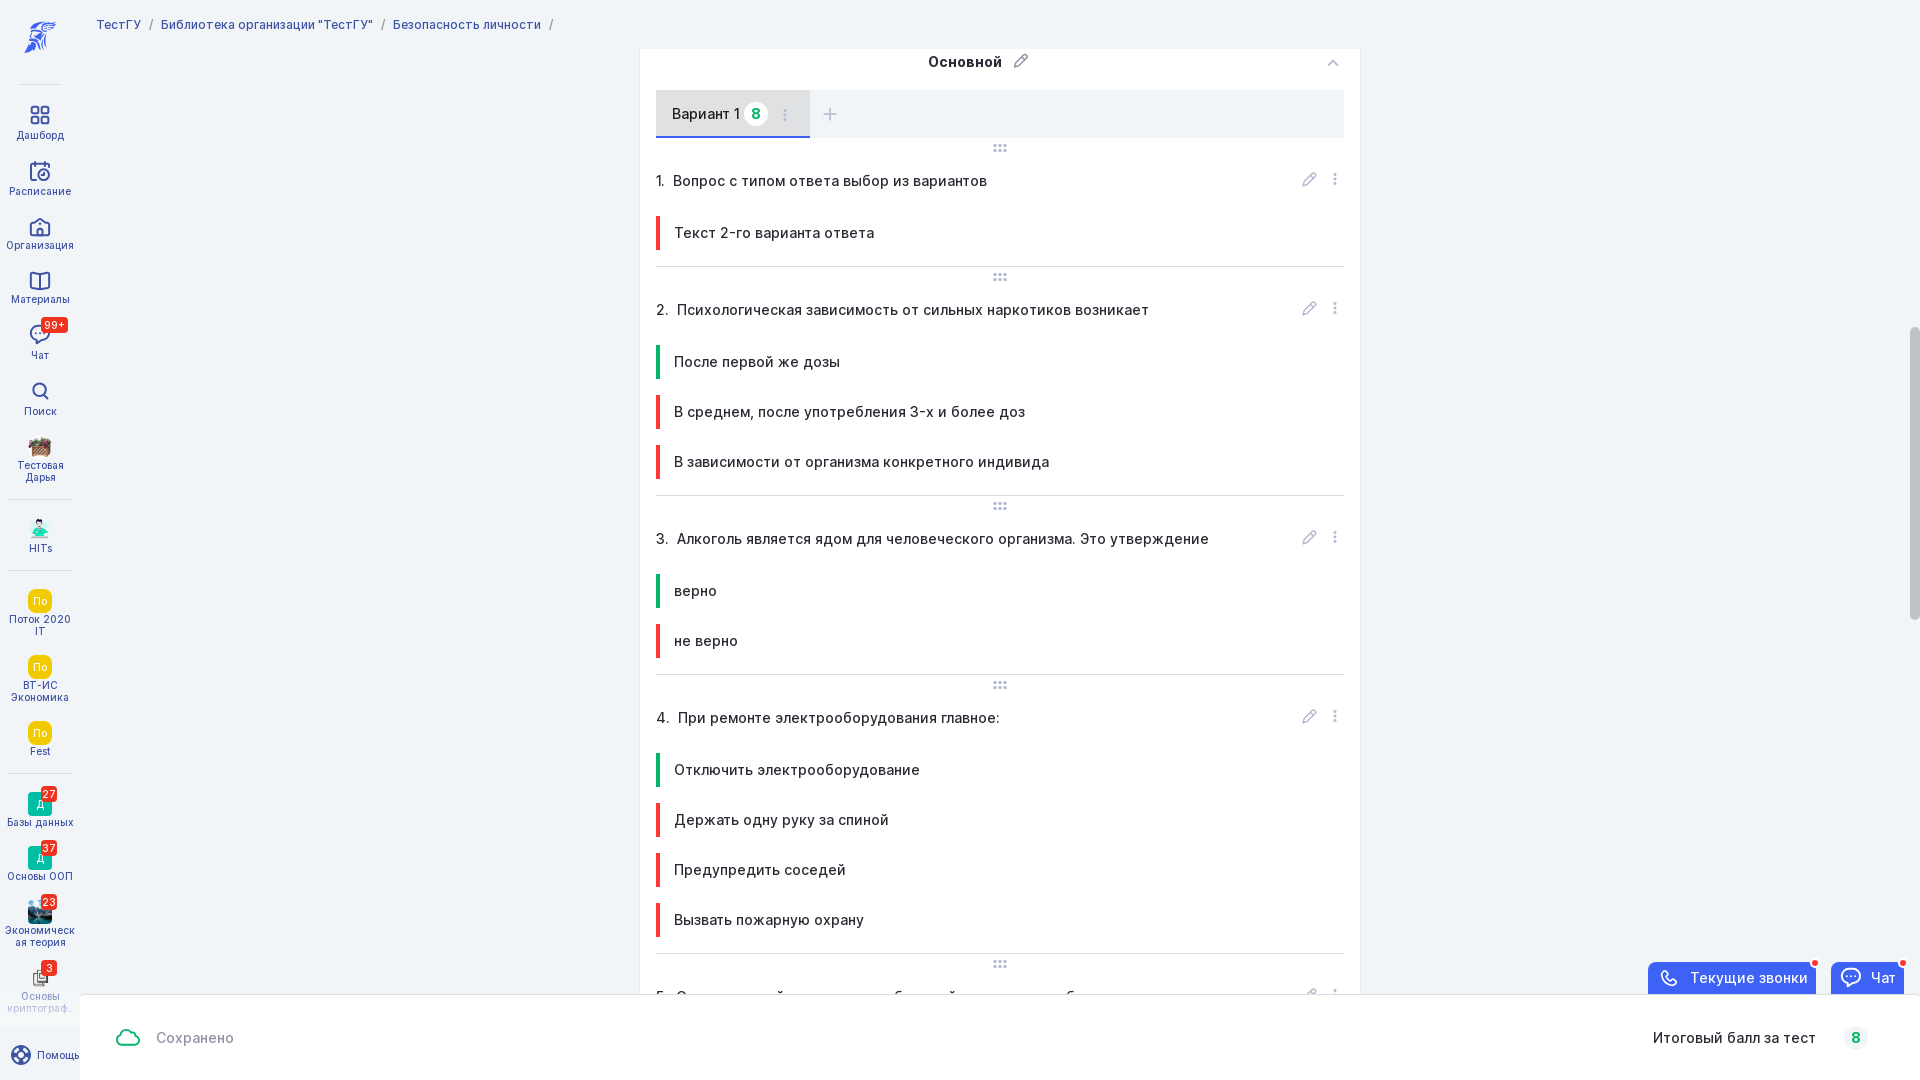 ТестГУ / Библиотека организации "ТестГУ" / Безопасность личности /
Дашборд
Расписание
Организация
Материалы
99+
Чат
Поиск
Тестовая
Дарья
HITs
По
Поток 2020
IT
По
ВТ-ИС
Экономика
По
Fest
27
Д
Базы данных
37
Д
Основы ООП
23
Экономическ
ая теория
3
Основы
криптограф...
Помощь
Основной
Вариант 1 8
1. Вопрос с типом ответа выбор из вариантов
Текст 2-го варианта ответа
2. Психологическая зависимость от сильных наркотиков возникает
После первой же дозы
В среднем, после употребления 3-х и более доз
В зависимости от организма конкретного индивида
3. Алкоголь является ядом для человеческого организма. Это утверждение
верно
не верно
4. При ремонте электрооборудования главное:
Отключить электрооборудование
Держать одну руку за спиной
Предупредить соседей
Вызвать пожарную охрану
Текущие звонки
Чат
Сохранено
Итоговый балл за тест 8